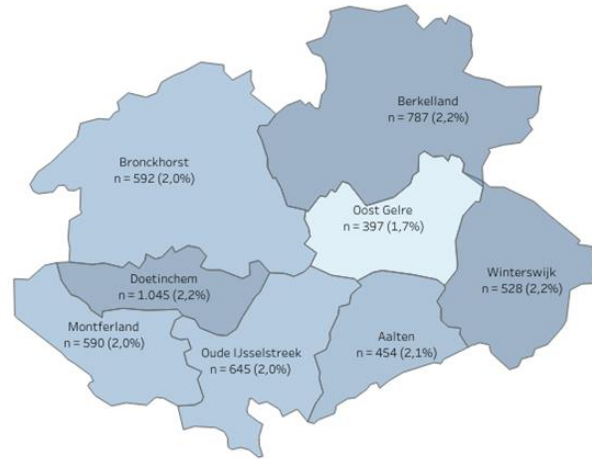 Berkelland
n = 787 (2,2%)
Bronckhorst
n = 592 (2,0%)
Oost Gelre
n = 397 (1,7%)
Doetinchem
n = 1.045 (2,2%)
Winterswijk
n = 528 (2,2%)
Montferland
n = 590 (2,0%)
Oude IJsselstreek
n = 645 (2,0%)
Aalten
n = 454 (2,1%)